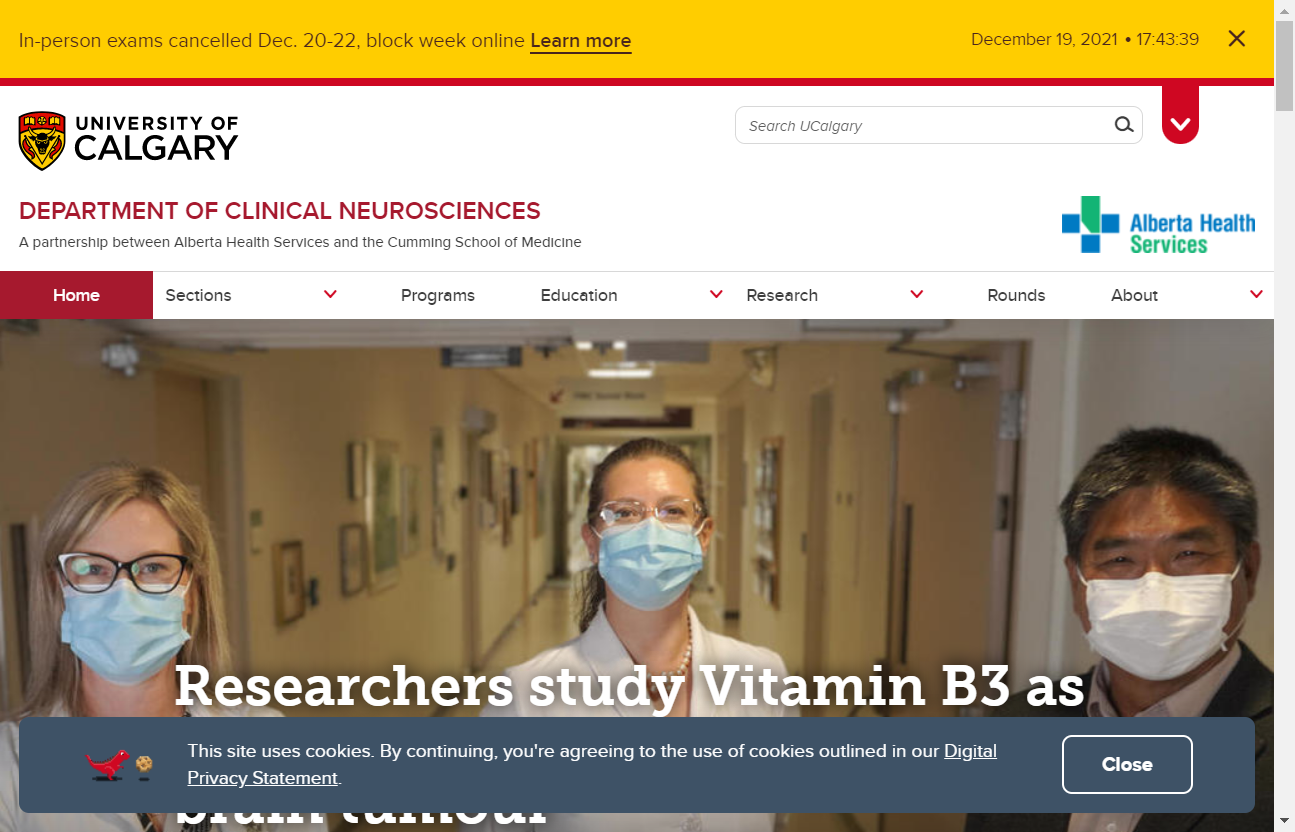 In-person exams cancelled Dec. 20-22, block week online Learn more
December 19, 2021 • 17:43:39
UNIVERSITY OF
CALGARY
Search UCalgary
DEPARTMENT OF CLINICAL NEUROSCIENCES
A partnership between Alberta Health Services and the Cumming School of Medicine
Alberta Health
Services
Home Sections Programs Education Research Rounds About
Researchers study Vitamin B3 as
This site uses cookies. By continuing, you're agreeing to the use of cookies outlined in our Digital
Privacy Statement.
Close
brain tumour